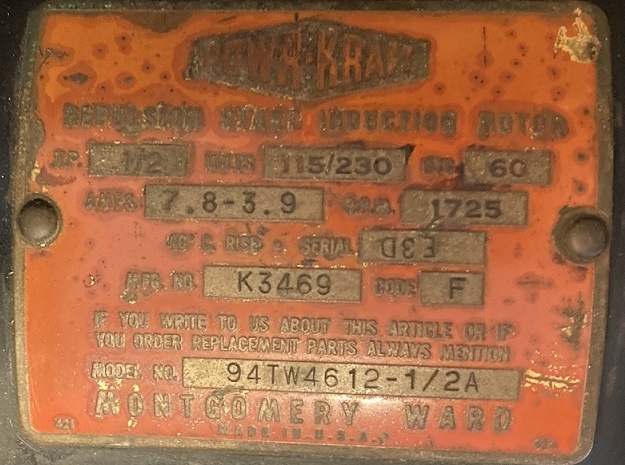 POWR-KRAFT
REPULSION START INDUCTION MOTOR
H.P. 1/2 VOLTS 115/230 CY. 60
AMPS. 7.8-3.9 R.P.M. 1725
40° C. RISE • SERIAL E3D
MFG. NO. K3469 CODE F
IF YOU WRITE TO US ABOUT THIS ARTICLE OR IF
YOU ORDER REPLACEMENT PARTS ALWAYS MENTION
MODEL NO. 94TW4612-1/2A
MONTGOMERY WARD
MADE IN U.S.A.